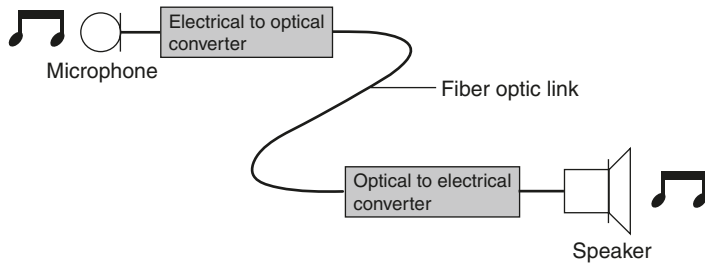 Electrical to optical
converter
Microphone
Fiber optic link
Optical to electrical
converter
Speaker